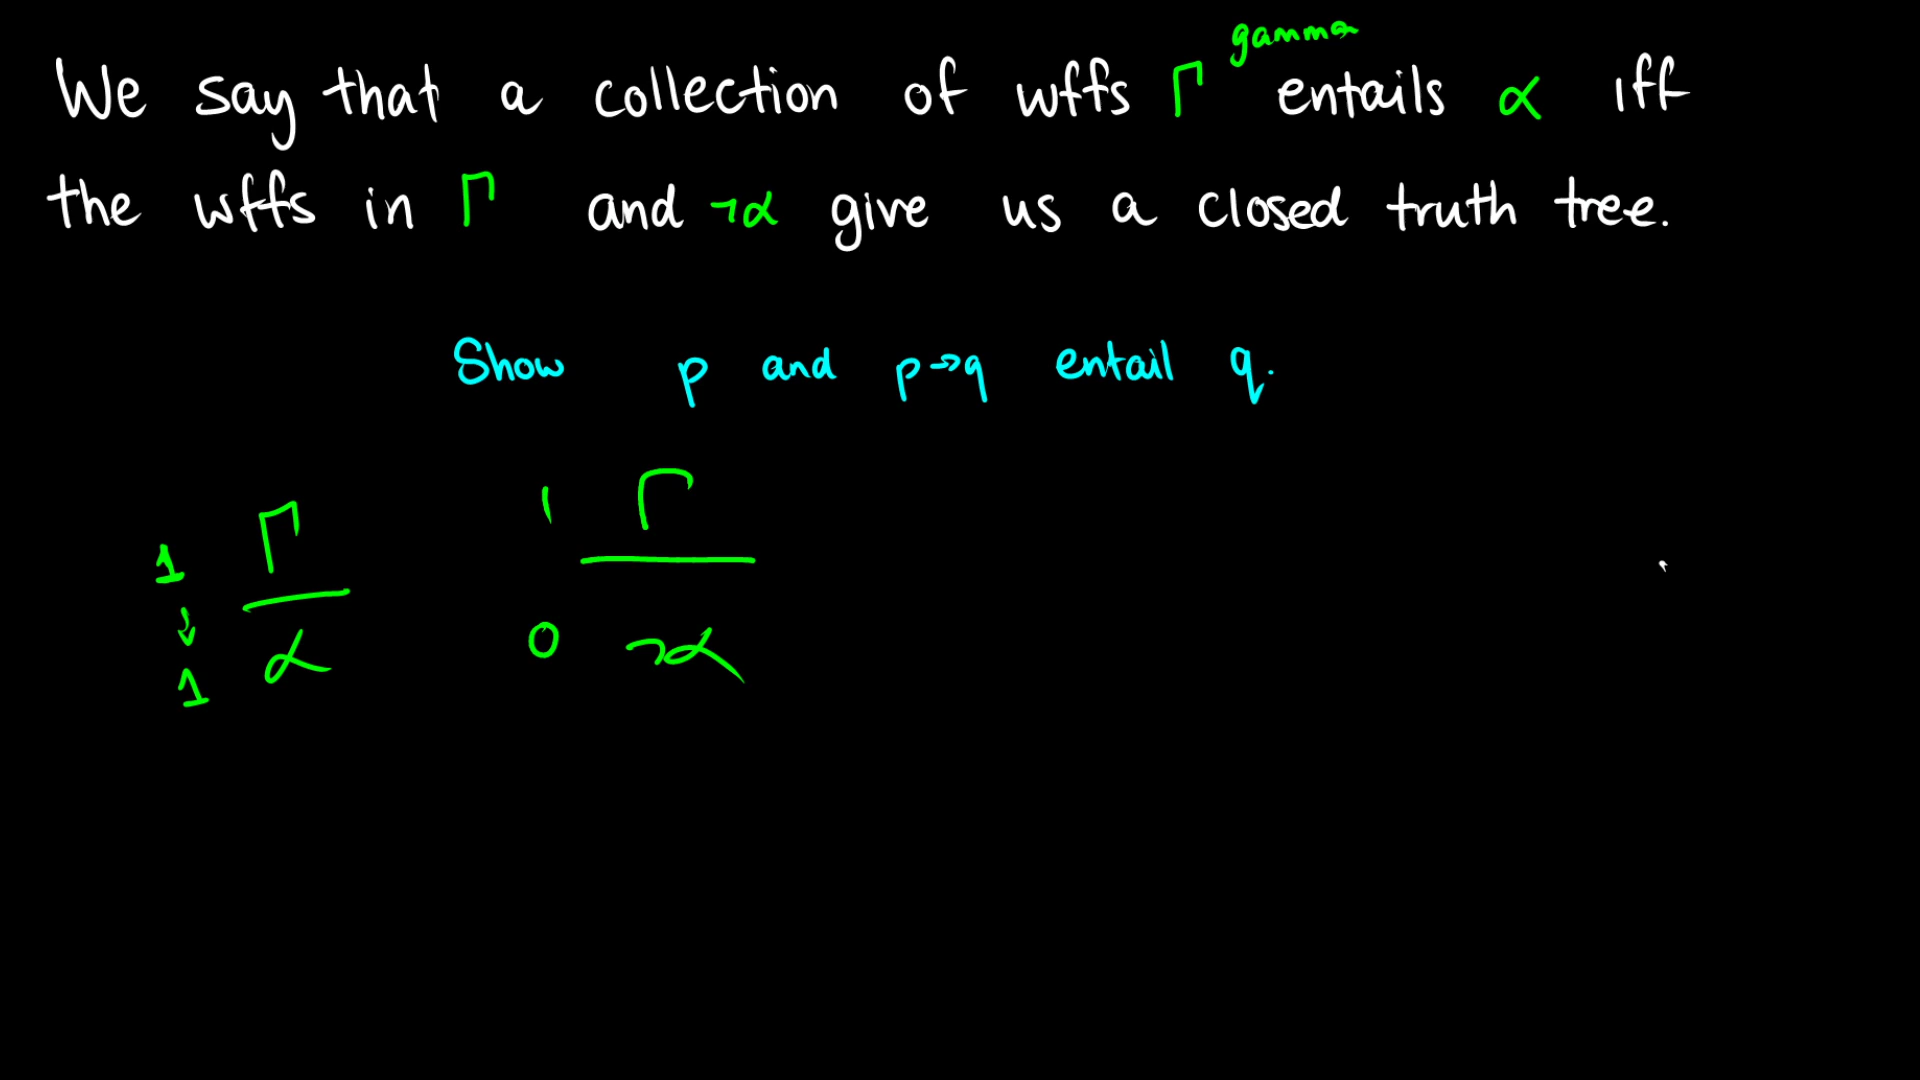 gamma
We say that a collection of wffs Γ entails α iff
the wffs in Γ and ¬α give us a closed truth tree.
Show p and p→q entail q.
1 Γ
↓
1 α
1 Γ
0 ¬α